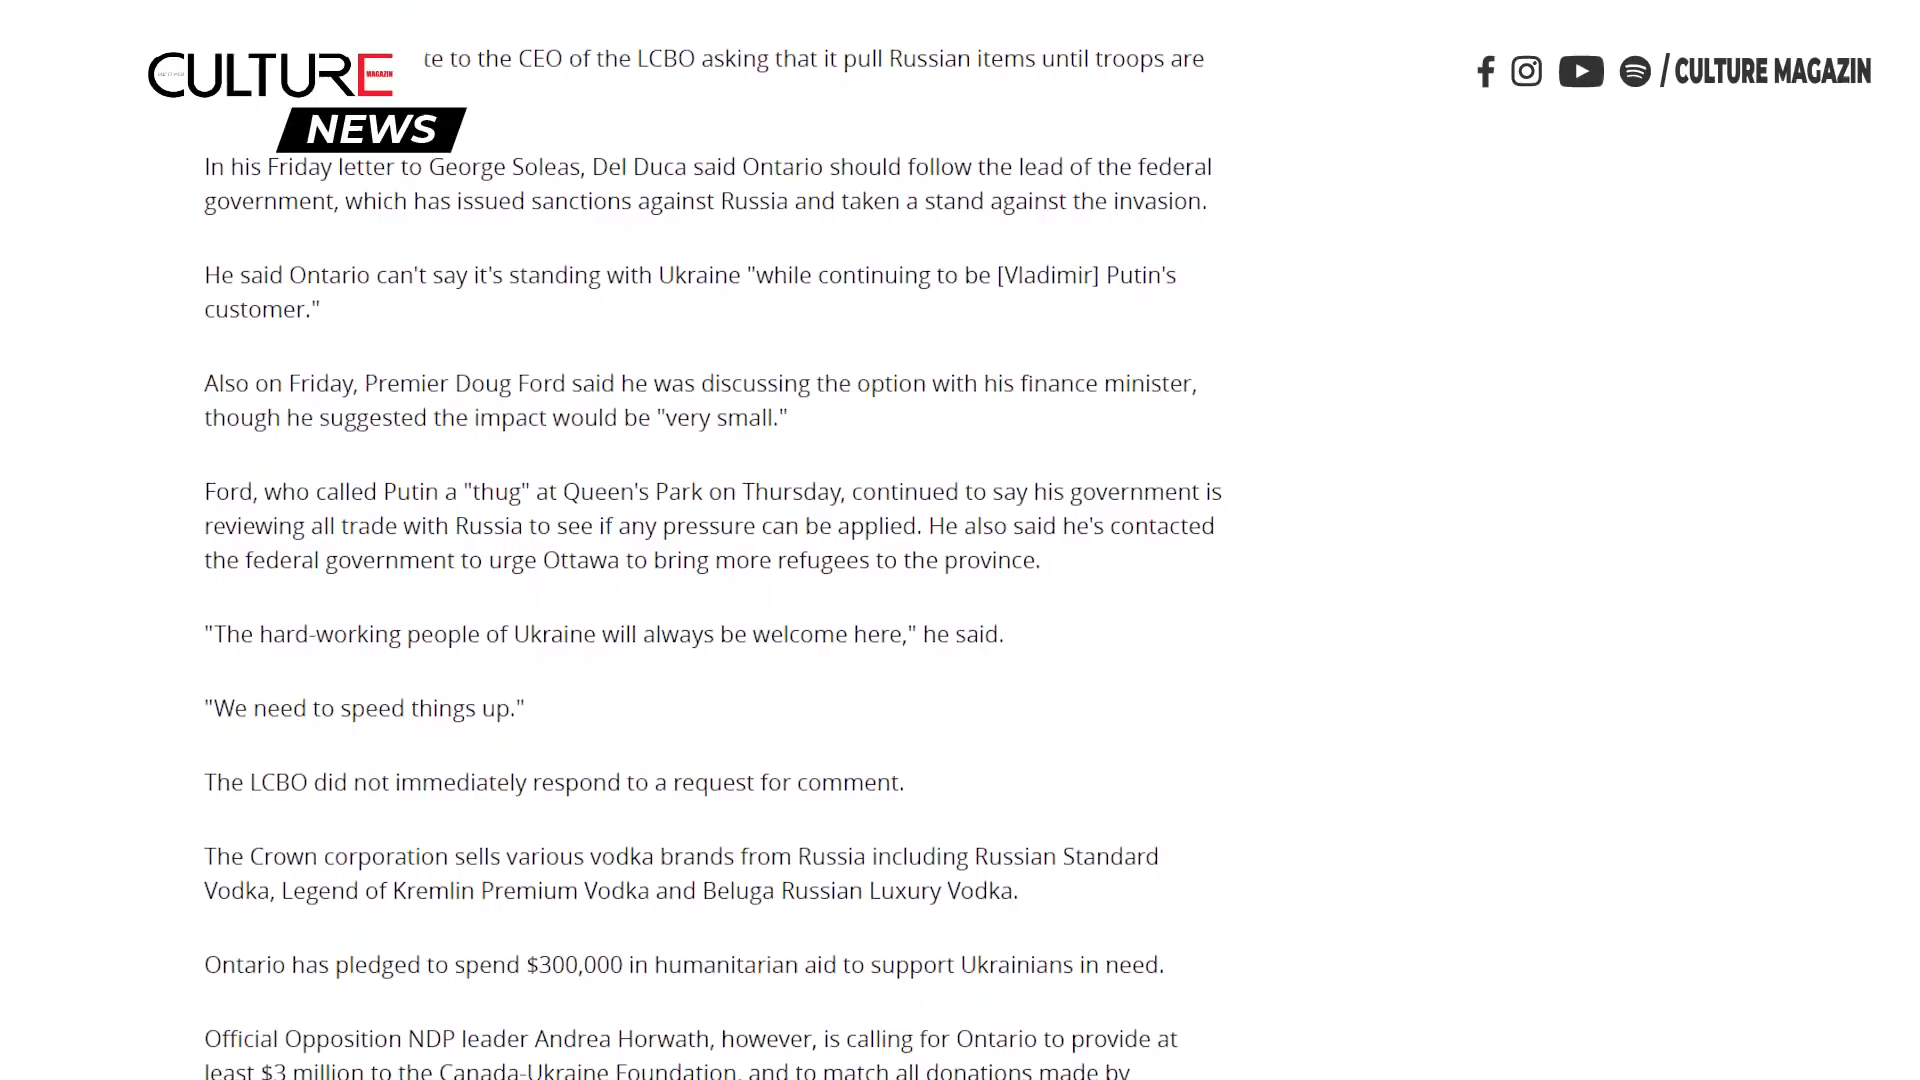 CULTURE
MAGAZIN
NEWS
te to the CEO of the LCBO asking that it pull Russian items until troops are
/ CULTURE MAGAZIN
In his Friday letter to George Soleas, Del Duca said Ontario should follow the lead of the federal
government, which has issued sanctions against Russia and taken a stand against the invasion.
He said Ontario can't say it's standing with Ukraine "while continuing to be [Vladimir] Putin's
customer."
Also on Friday, Premier Doug Ford said he was discussing the option with his finance minister,
though he suggested the impact would be "very small."
Ford, who called Putin a "thug" at Queen's Park on Thursday, continued to say his government is
reviewing all trade with Russia to see if any pressure can be applied. He also said he's contacted
the federal government to urge Ottawa to bring more refugees to the province.
"The hard-working people of Ukraine will always be welcome here," he said.
"We need to speed things up."
The LCBO did not immediately respond to a request for comment.
The Crown corporation sells various vodka brands from Russia including Russian Standard
Vodka, Legend of Kremlin Premium Vodka and Beluga Russian Luxury Vodka.
Ontario has pledged to spend $300,000 in humanitarian aid to support Ukrainians in need.
Official Opposition NDP leader Andrea Horwath, however, is calling for Ontario to provide at
least $3 million to the Canada-Ukraine Foundation, and to match all donations made by